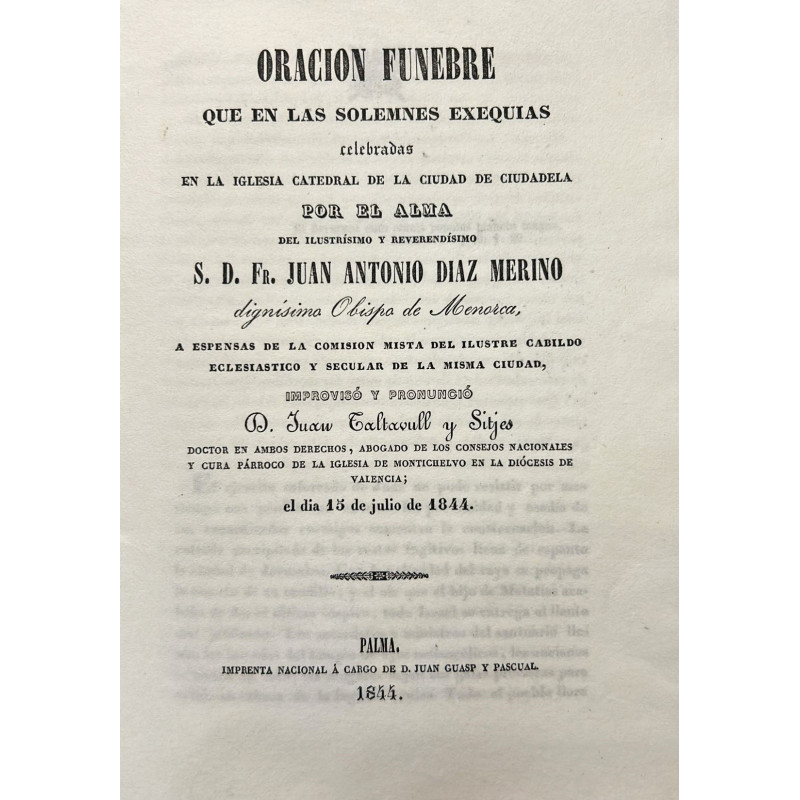 ORACION FUNEBRE
QUE EN LAS SOLEMNES EXEQUIAS
celebradas
EN LA IGLESIA CATEDRAL DE LA CIUDAD DE CIUDADELA
POR EL ALMA
DEL ILUSTRÍSIMO Y REVERENDÍSIMO
S. D. Fr. JUAN ANTONIO DIAZ MERINO
dignísimo Obispo de Menorca,
A ESPENSAS DE LA COMISION MISTA DEL ILUSTRE CABILDO
ECLESIASTICO Y SECULAR DE LA MISMA CIUDAD,
IMPROVISÓ Y PRONUNCIÓ
D. Juan Taltavull y Sitjes
DOCTOR EN AMBOS DERECHOS, ABOGADO DE LOS CONSEJOS NACIONALES
Y CURA PÁRROCO DE LA IGLESIA DE MONTICHELVO EN LA DIÓCESIS DE
VALENCIA;
el dia 15 de julio de 1844.
PALMA.
IMPRENTA NACIONAL Á CARGO DE D. JUAN GUASP Y PASCUAL.
1844.